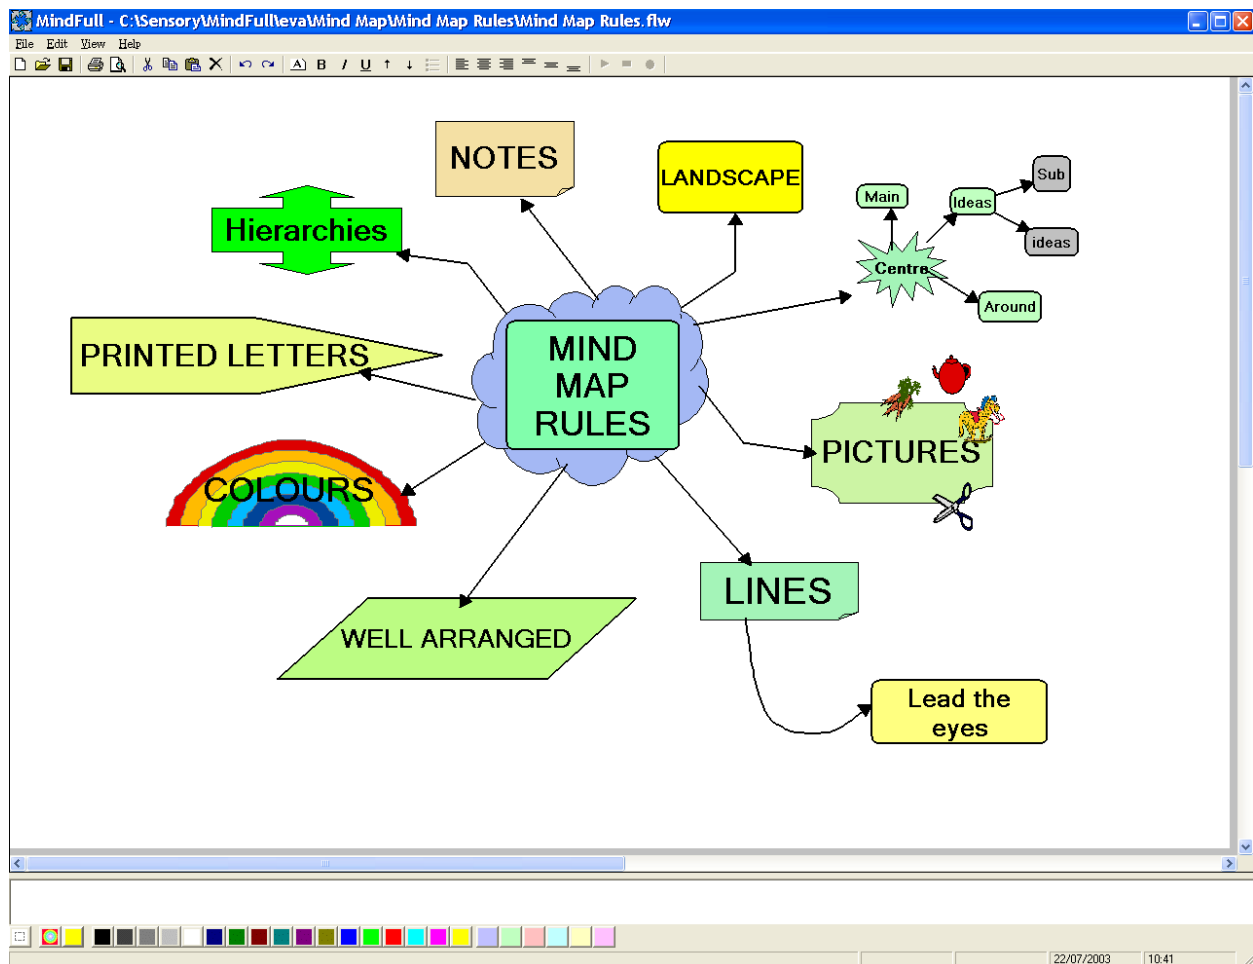 MindFull - C:\Sensory\MindFull\eva\Mind Map\Mind Map Rules\Mind Map Rules.flw
File Edit View Help
A B I U
NOTES
LANDSCAPE
Hierarchies
Main
Ideas
Sub
ideas
Centre
Around
PRINTED LETTERS
MIND
MAP
RULES
PICTURES
COLOURS
LINES
WELL ARRANGED
Lead the
eyes
22/07/2003 10:41